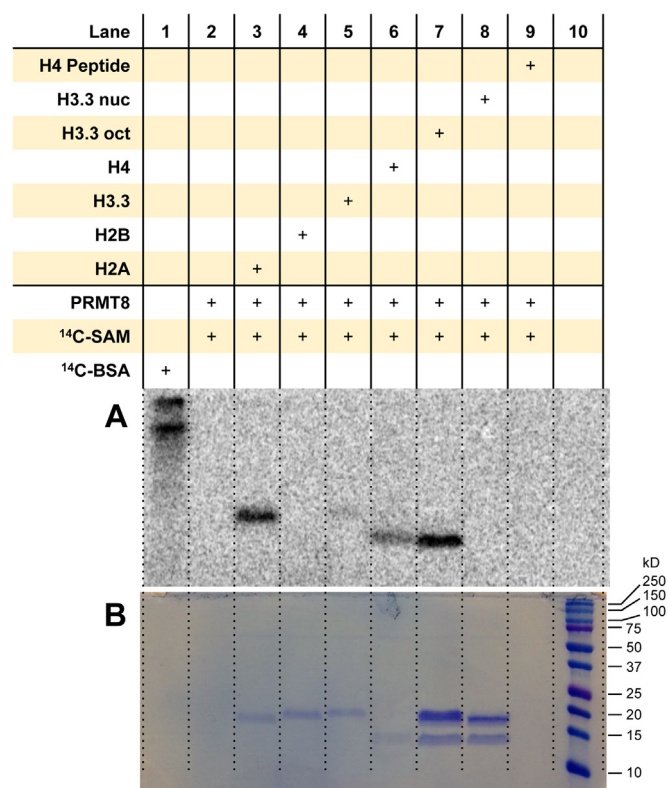 Lane 1 2 3 4 5 6 7 8 9 10
H4 Peptide +
H3.3 nuc +
H3.3 oct +
H4 +
H3.3 +
H2B +
H2A +
PRMT8 + + + + + + + +
¹⁴C-SAM + + + + + + + +
¹⁴C-BSA +
A
kD
250
150
B
100
75
50
37
25
20
15
10